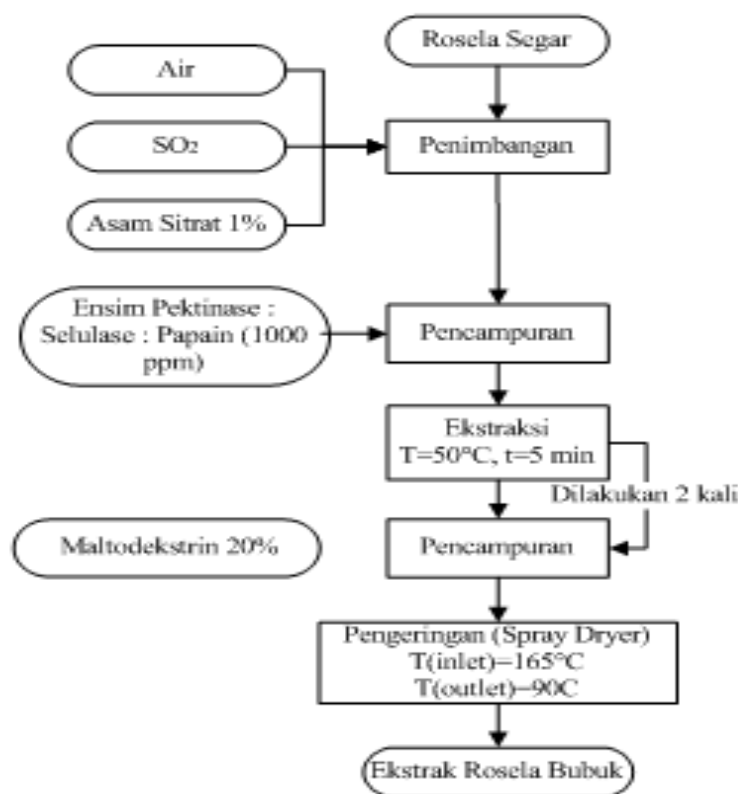 Rosela Segar
Air
SO2
Penimbangan
Asam Sitrat 1%
Ensim Pektinase :
Selulase : Papain (1000
ppm)
Pencampuran
Ekstraksi
T=50°C, t=5 min
Dilakukan 2 kali
Maltodekstrin 20%
Pencampuran
Pengeringan (Spray Dryer)
T(inlet)=165°C
T(outlet)=90C
Ekstrak Rosela Bubuk